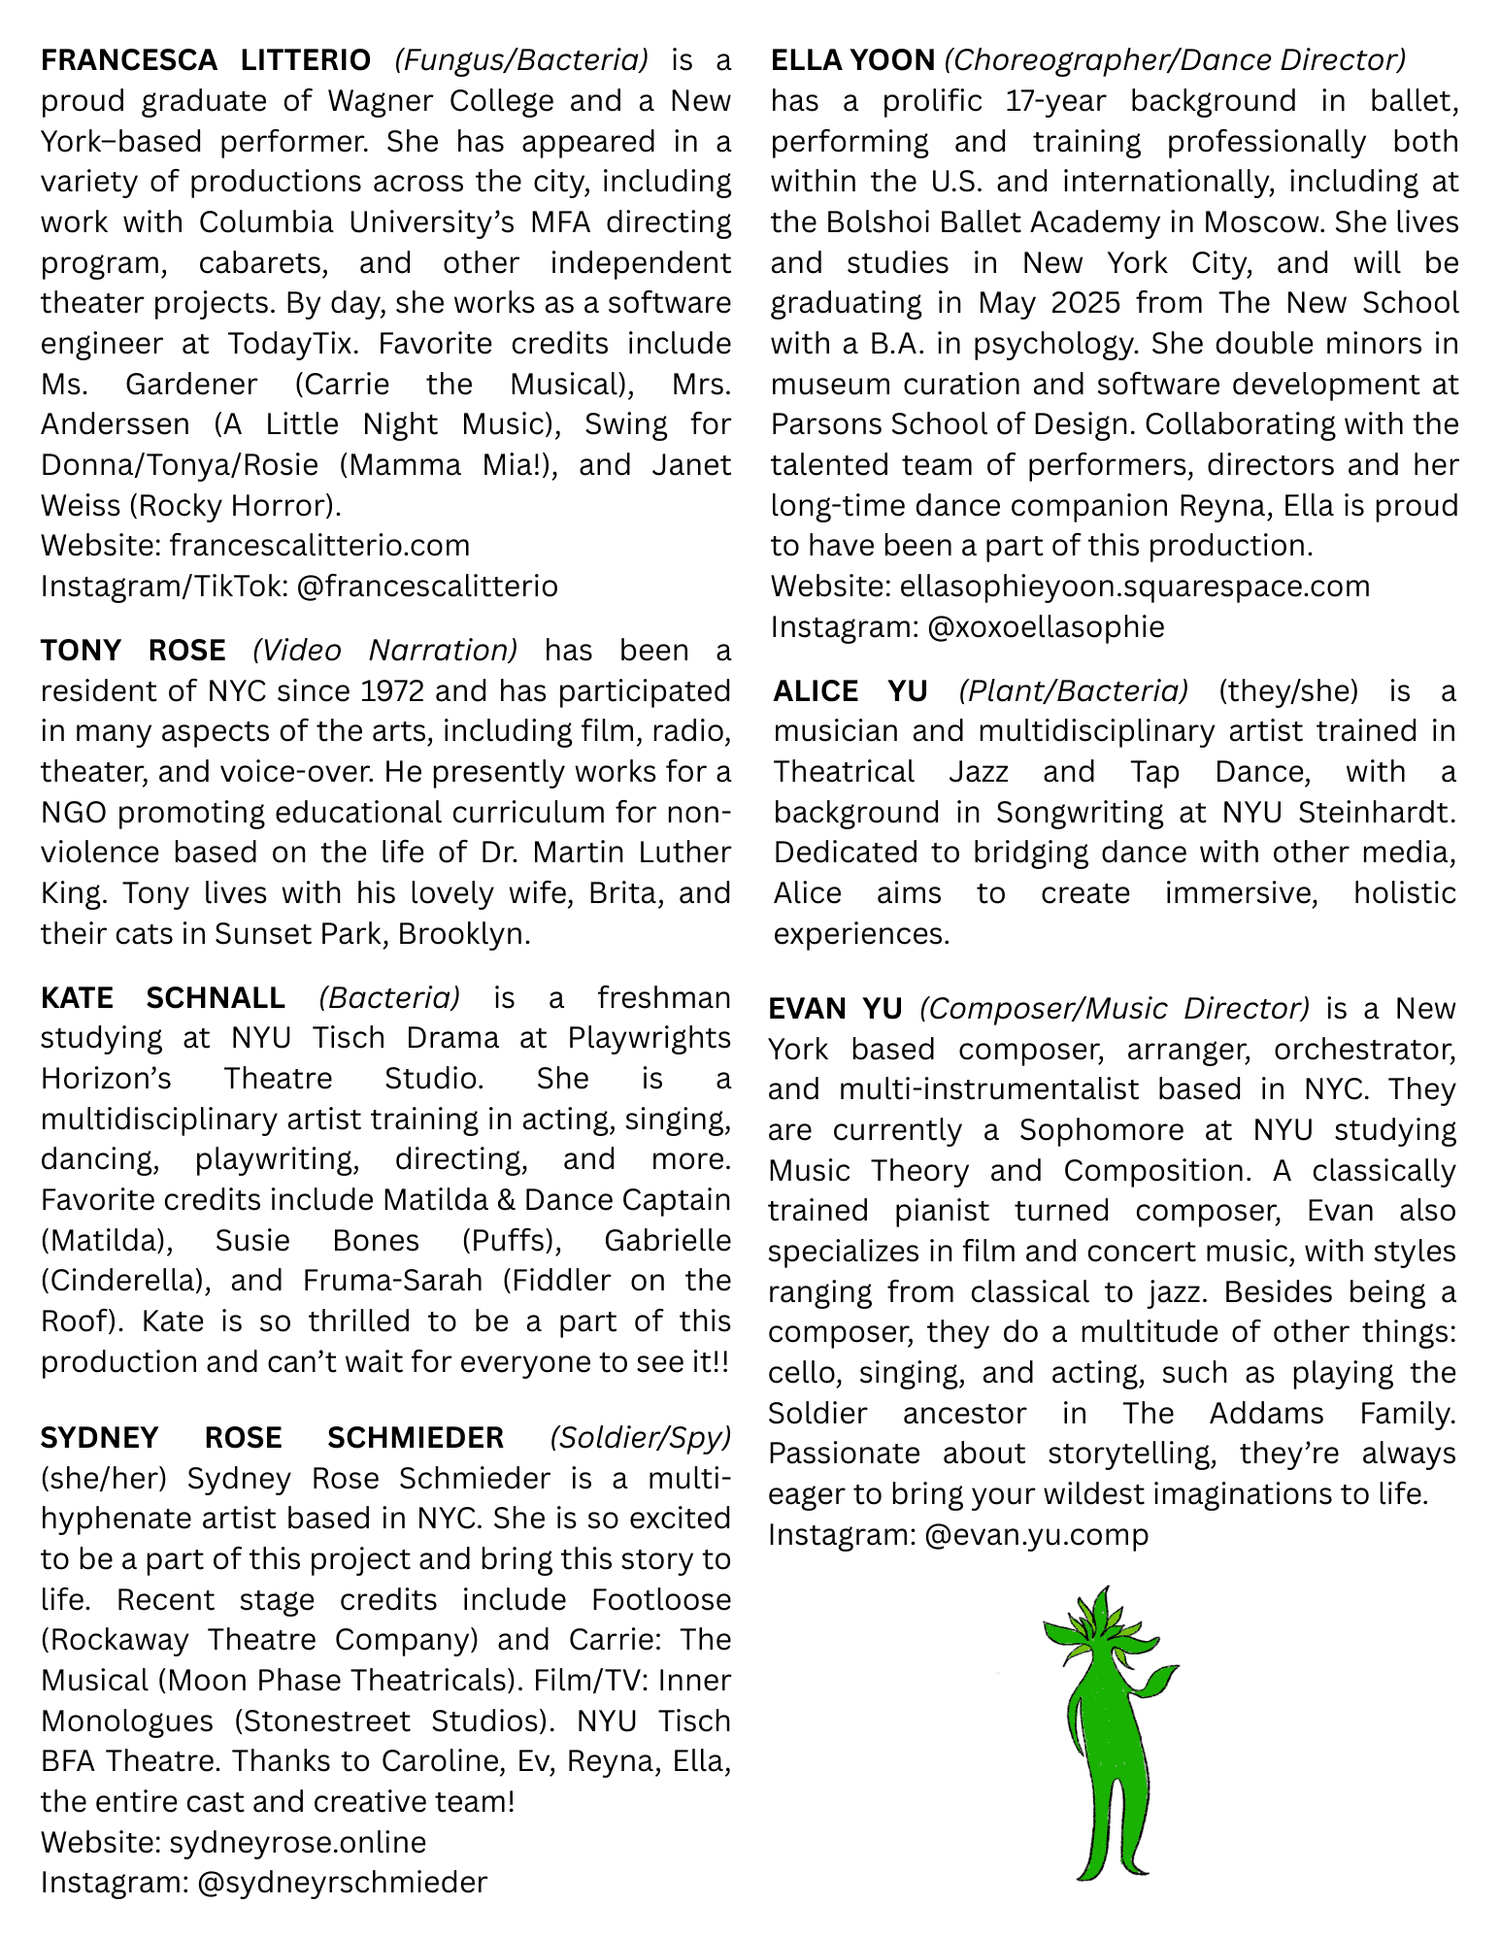 FRANCESCA LITTERIO (Fungus/Bacteria) is a
proud graduate of Wagner College and a New
York–based performer. She has appeared in a
variety of productions across the city, including
work with Columbia University’s MFA directing
program, cabarets, and other independent
theater projects. By day, she works as a software
engineer at TodayTix. Favorite credits include
Ms. Gardener (Carrie the Musical), Mrs.
Anderssen (A Little Night Music), Swing for
Donna/Tonya/Rosie (Mamma Mia!), and Janet
Weiss (Rocky Horror).
Website: francescalitterio.com
Instagram/TikTok: @francescalitterio
TONY ROSE (Video Narration) has been a
resident of NYC since 1972 and has participated
in many aspects of the arts, including film, radio,
theater, and voice-over. He presently works for a
NGO promoting educational curriculum for non-
violence based on the life of Dr. Martin Luther
King. Tony lives with his lovely wife, Brita, and
their cats in Sunset Park, Brooklyn.
KATE SCHNALL (Bacteria) is a freshman
studying at NYU Tisch Drama at Playwrights
Horizon’s Theatre Studio. She is a
multidisciplinary artist training in acting, singing,
dancing, playwriting, directing, and more.
Favorite credits include Matilda & Dance Captain
(Matilda), Susie Bones (Puffs), Gabrielle
(Cinderella), and Fruma-Sarah (Fiddler on the
Roof). Kate is so thrilled to be a part of this
production and can’t wait for everyone to see it!!
SYDNEY ROSE SCHMIEDER (Soldier/Spy)
(she/her) Sydney Rose Schmieder is a multi-
hyphenate artist based in NYC. She is so excited
to be a part of this project and bring this story to
life. Recent stage credits include Footloose
(Rockaway Theatre Company) and Carrie: The
Musical (Moon Phase Theatricals). Film/TV: Inner
Monologues (Stonestreet Studios). NYU Tisch
BFA Theatre. Thanks to Caroline, Ev, Reyna, Ella,
the entire cast and creative team!
Website: sydneyrose.online
Instagram: @sydneyrschmieder
ELLA YOON (Choreographer/Dance Director)
has a prolific 17-year background in ballet,
performing and training professionally both
within the U.S. and internationally, including at
the Bolshoi Ballet Academy in Moscow. She lives
and studies in New York City, and will be
graduating in May 2025 from The New School
with a B.A. in psychology. She double minors in
museum curation and software development at
Parsons School of Design. Collaborating with the
talented team of performers, directors and her
long-time dance companion Reyna, Ella is proud
to have been a part of this production.
Website: ellasophieyoon.squarespace.com
Instagram: @xoxoellasophie
ALICE YU (Plant/Bacteria) (they/she) is a
musician and multidisciplinary artist trained in
Theatrical Jazz and Tap Dance, with a
background in Songwriting at NYU Steinhardt.
Dedicated to bridging dance with other media,
Alice aims to create immersive, holistic
experiences.
EVAN YU (Composer/Music Director) is a New
York based composer, arranger, orchestrator,
and multi-instrumentalist based in NYC. They
are currently a Sophomore at NYU studying
Music Theory and Composition. A classically
trained pianist turned composer, Evan also
specializes in film and concert music, with styles
ranging from classical to jazz. Besides being a
composer, they do a multitude of other things:
cello, singing, and acting, such as playing the
Soldier ancestor in The Addams Family.
Passionate about storytelling, they’re always
eager to bring your wildest imaginations to life.
Instagram: @evan.yu.comp